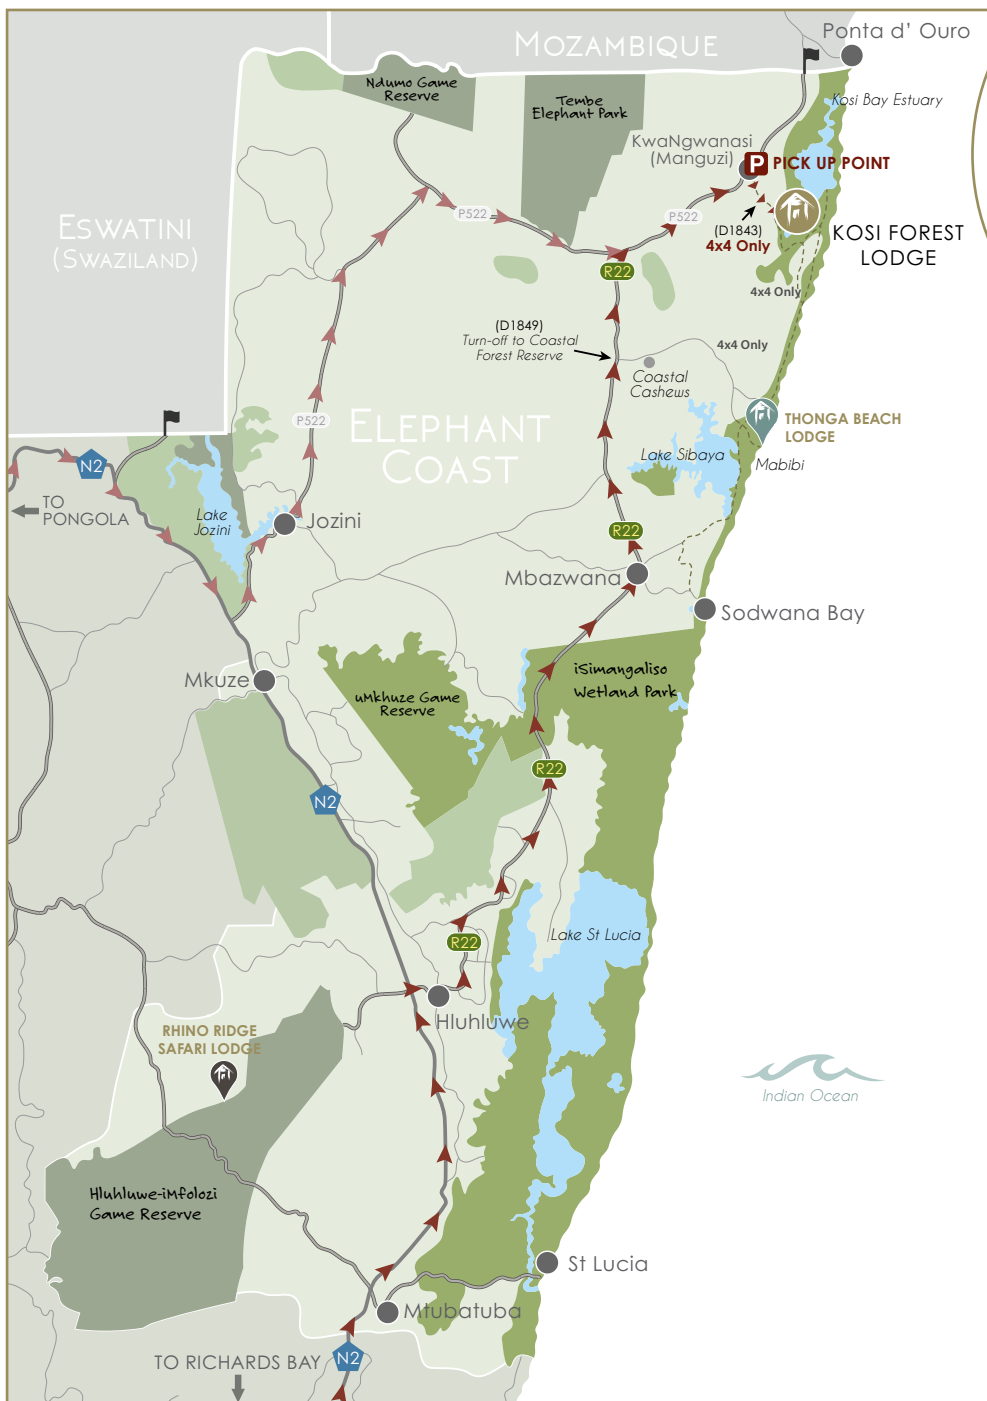 Ponta d' Ouro
MOZAMBIQUE
Ndumo Game
Reserve
Tembe
Elephant Park
Kosi Bay Estuary
KwaNgwanasi
(Manguzi)
P PICK UP POINT
ESWATINI
(SWAZILAND)
P522
P522
(D1843)
4x4 Only
KOSI FOREST
LODGE
R22
4x4 Only
(D1849)
Turn-off to Coastal
Forest Reserve
4x4 Only
Coastal
Cashews
P522
ELEPHANT
COAST
THONGA BEACH
LODGE
Lake Sibaya
Mabibi
N2
TO
PONGOLA
Lake
Jozini
Jozini
R22
Mbazwana
Sodwana Bay
Mkuze
uMkhuze Game
Reserve
iSimangaliso
Wetland Park
R22
N2
Lake St Lucia
R22
Hluhluwe
RHINO RIDGE
SAFARI LODGE
Indian Ocean
Hluhluwe-iMfolozi
Game Reserve
St Lucia
Mtubatuba
TO RICHARDS BAY
N2